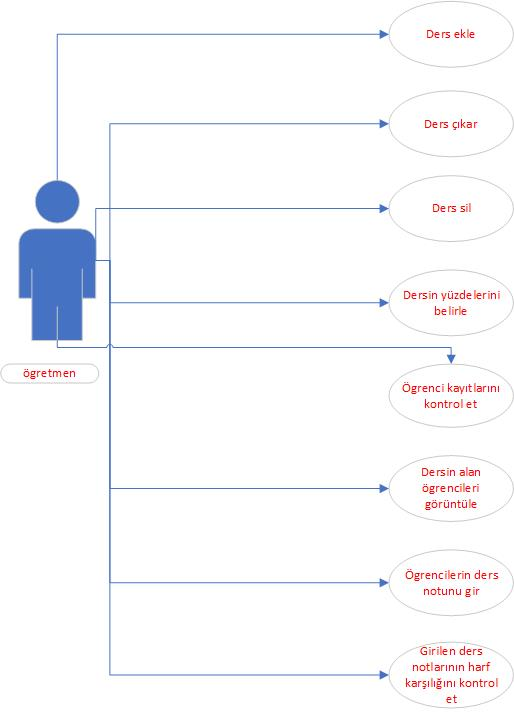 Ders ekle
Ders çıkar
Ders sil
Dersin yüzdelerini
belirle
ögretmen
Ögrenci kayıtlarını
kontrol et
Dersin alan
ögrencileri
görüntüle
Ögrencilerin ders
notunu gir
Girilen ders
notlarının harf
karşılığını kontrol
et